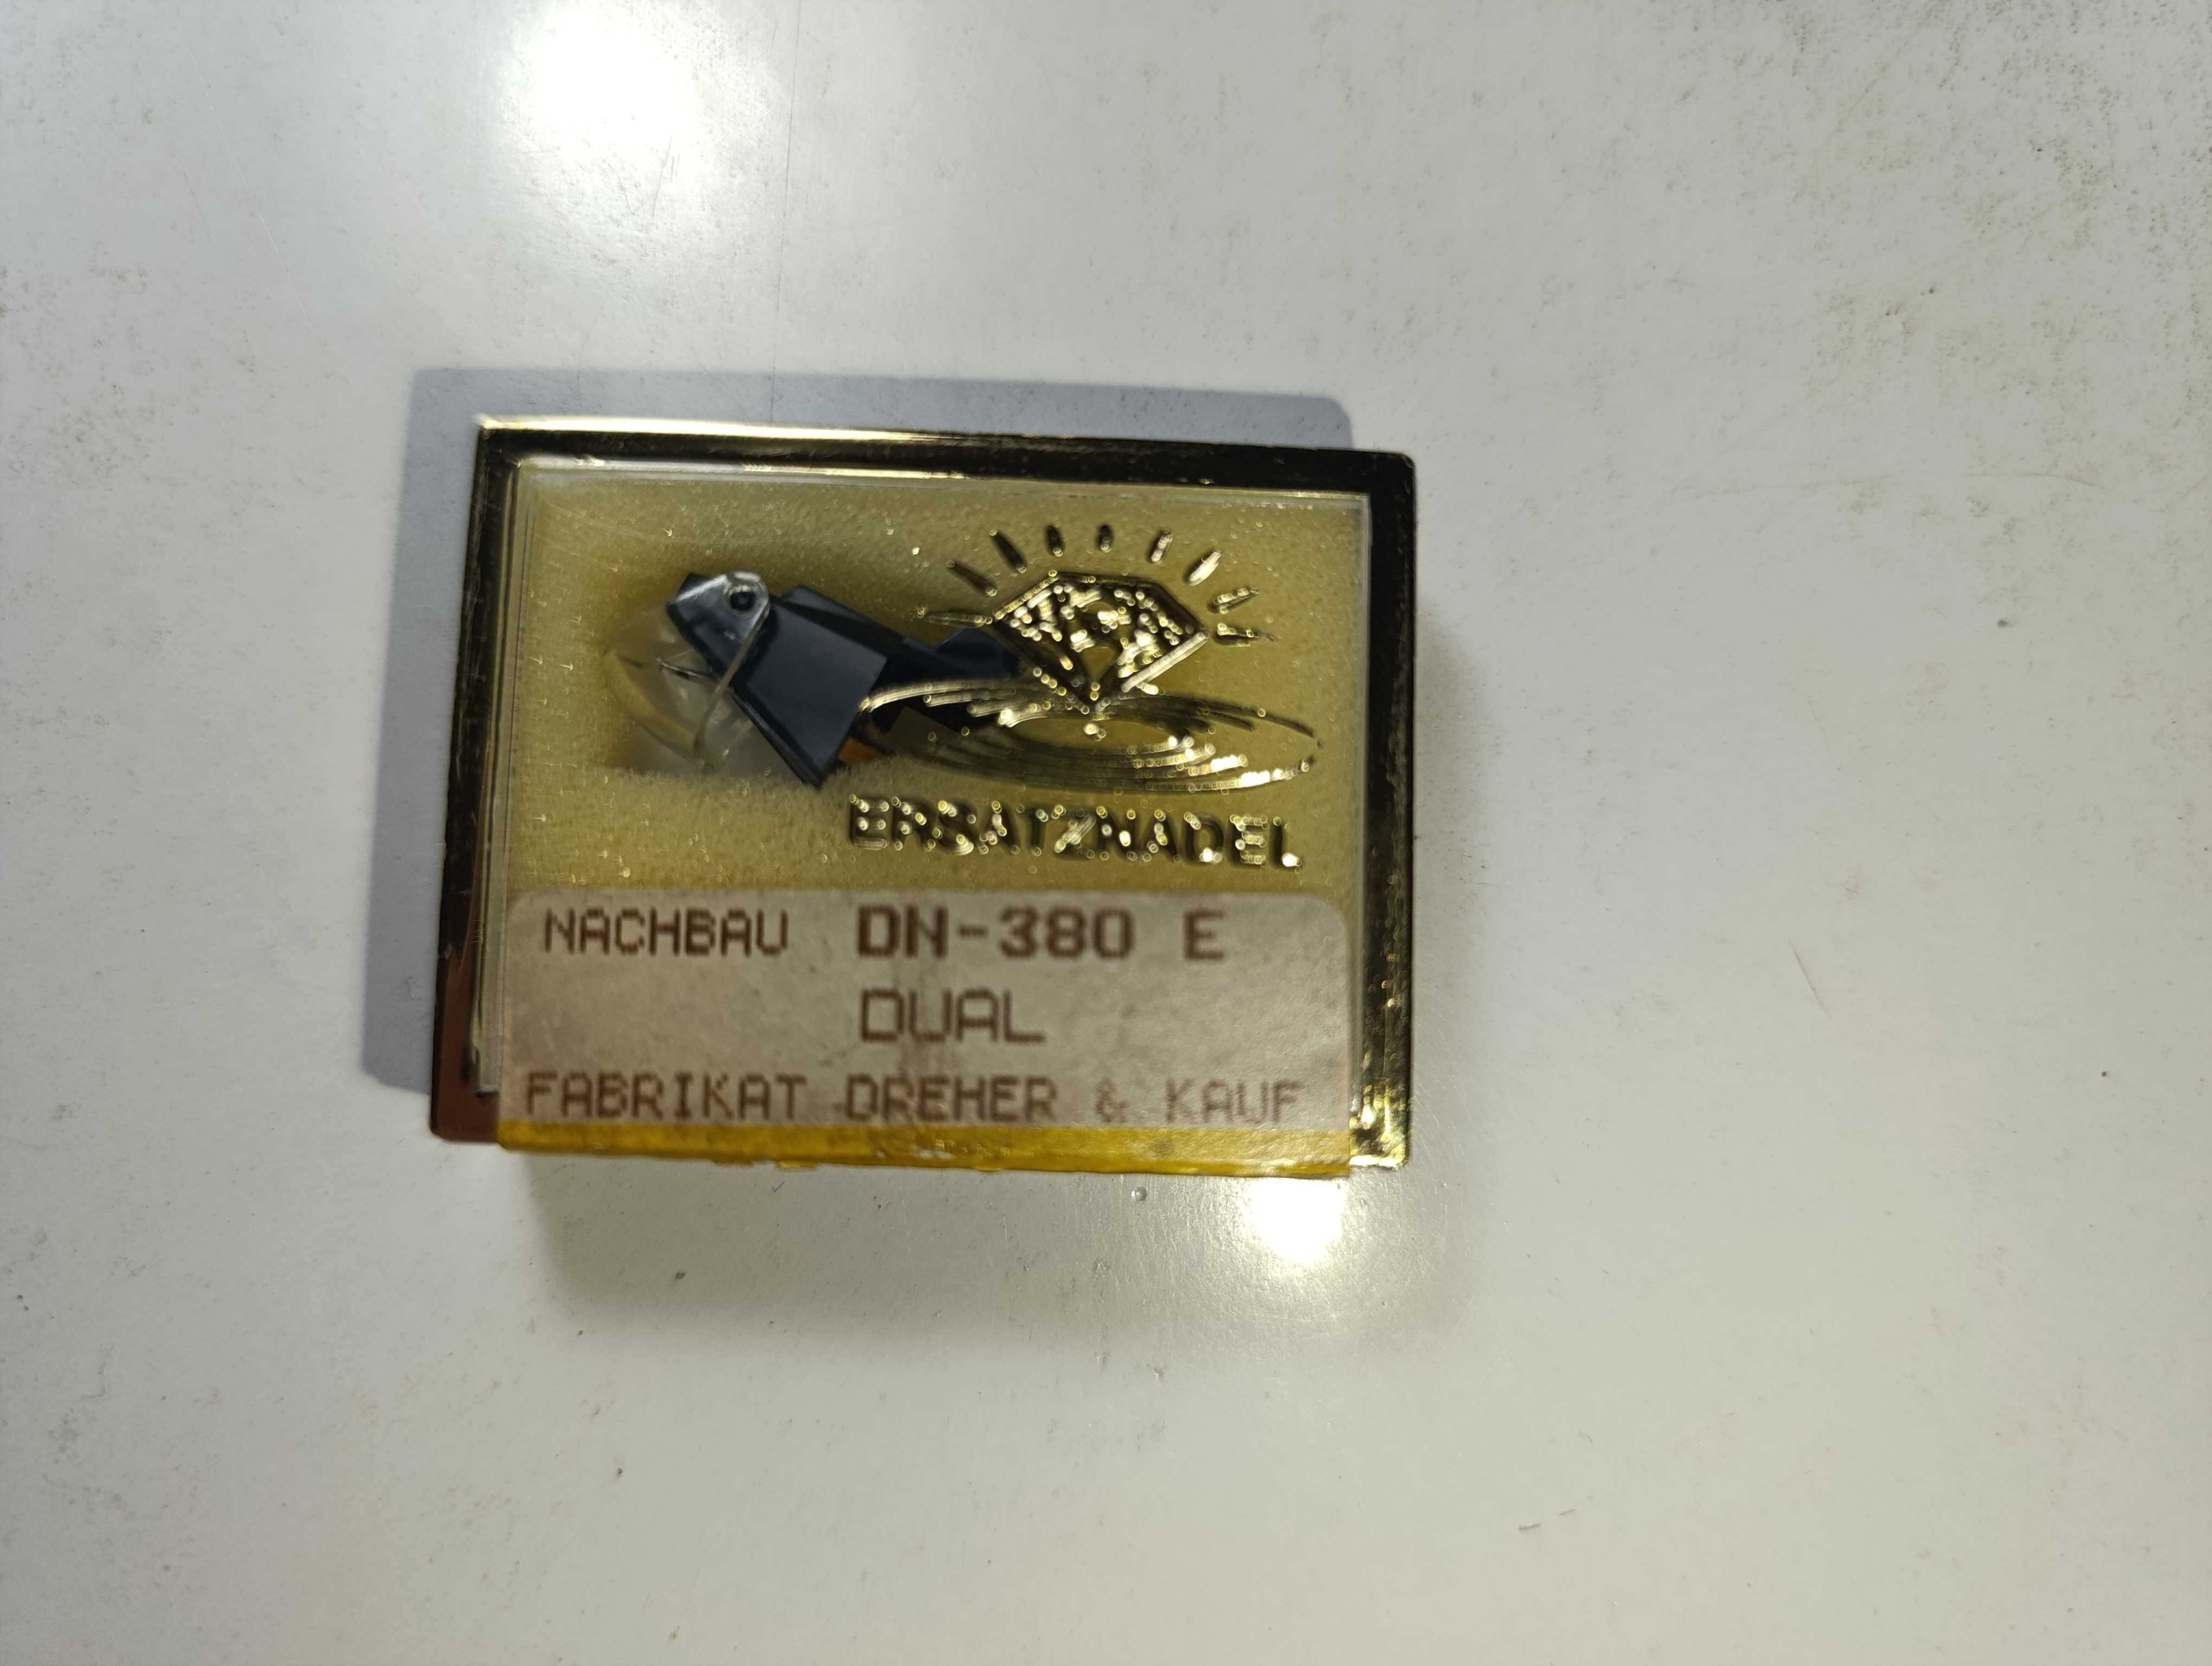 ERSATZNADEL
NACHBAU DN-380 E
DUAL
FABRIKAT DREHER & KAUF